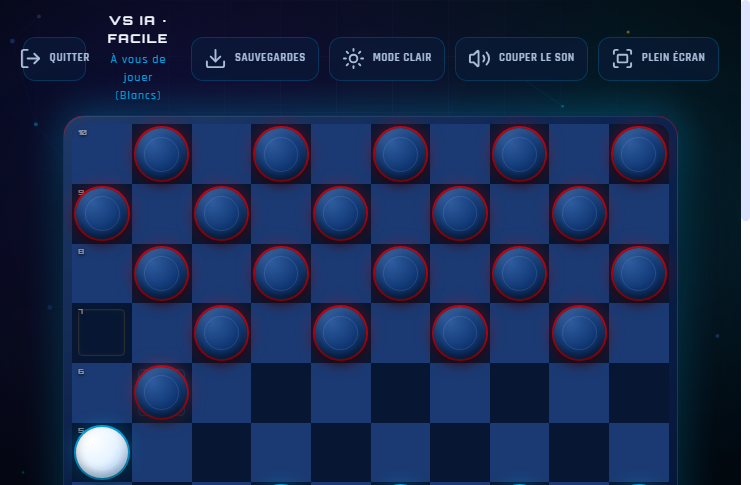 QUITTER
VS IA ·
FACILE
À vous de
jouer
(Blancs)
SAUVEGARDES
MODE CLAIR
COUPER LE SON
PLEIN ÉCRAN
10
9
8
7
6
5